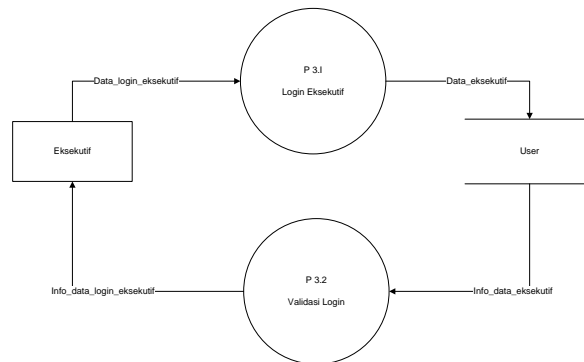 P 3.I
Login Eksekutif
Data_login_eksekutif
Data_eksekutif
Eksekutif
User
P 3.2
Validasi Login
Info_data_login_eksekutif
Info_data_eksekutif